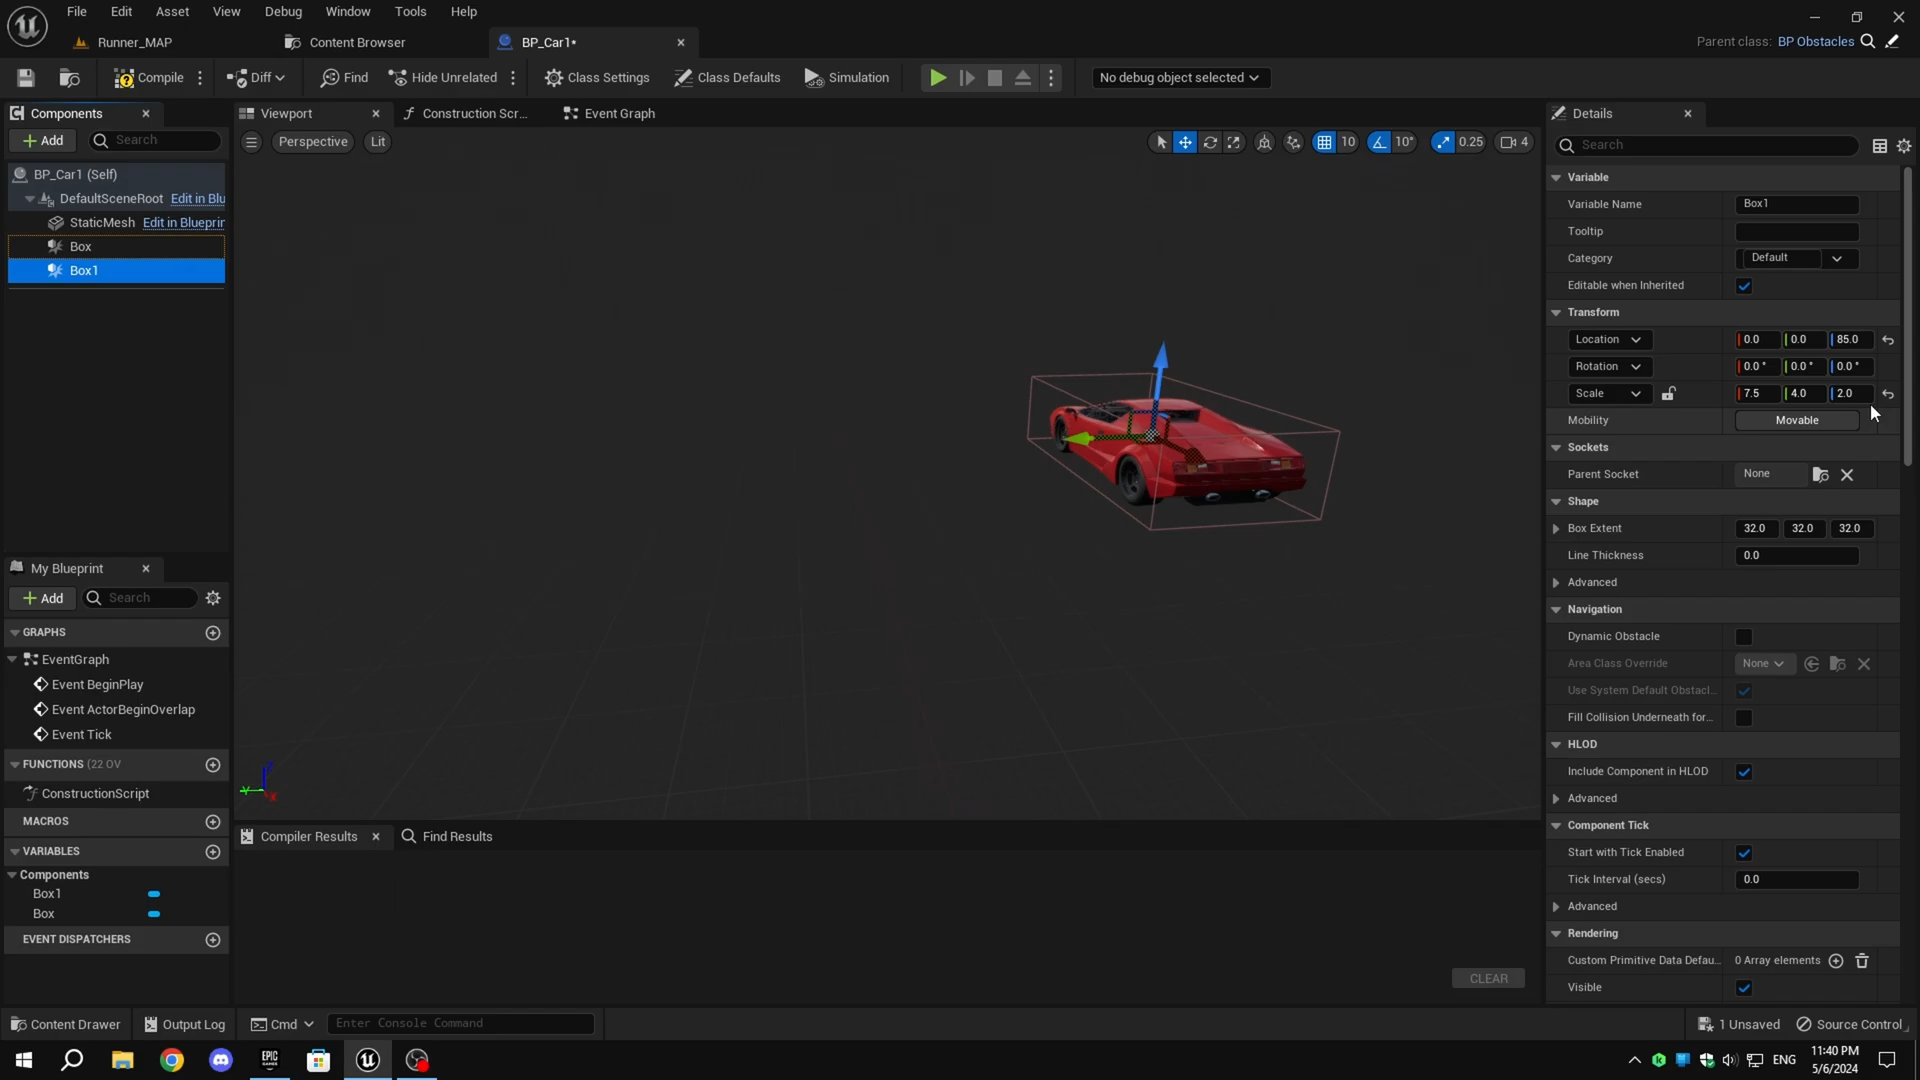 File Edit Asset View Debug Window Tools Help
Runner_MAP Content Browser BP_Car1*
Parent class: BP Obstacles
Compile Diff Find Hide Unrelated Class Settings Class Defaults Simulation No debug object selected
Components
Add Search
BP_Car1 (Self)
DefaultSceneRoot Edit in Blu
StaticMesh Edit in Blueprin
Box
Box1
My Blueprint
Add Search
GRAPHS
EventGraph
Event BeginPlay
Event ActorBeginOverlap
Event Tick
FUNCTIONS (22 OV
ConstructionScript
MACROS
VARIABLES
Components
Box1
Box
EVENT DISPATCHERS
Viewport Construction Scr... Event Graph
Perspective Lit 10 10° 0.25 4
Compiler Results Find Results
CLEAR
Details
Search
Variable
Variable Name Box1
Tooltip
Category Default
Editable when Inherited
Transform
Location 0.0 0.0 85.0
Rotation 0.0° 0.0° 0.0°
Scale 7.5 4.0 2.0
Mobility Movable
Sockets
Parent Socket None
Shape
Box Extent 32.0 32.0 32.0
Line Thickness 0.0
Advanced
Navigation
Dynamic Obstacle
Area Class Override None
Use System Default Obstacl...
Fill Collision Underneath for...
HLOD
Include Component in HLOD
Advanced
Component Tick
Start with Tick Enabled
Tick Interval (secs) 0.0
Advanced
Rendering
Custom Primitive Data Defau... 0 Array elements
Visible
Content Drawer Output Log Cmd Enter Console Command 1 Unsaved Source Control
EPIC GAMES
ENG
11:40 PM
5/6/2024